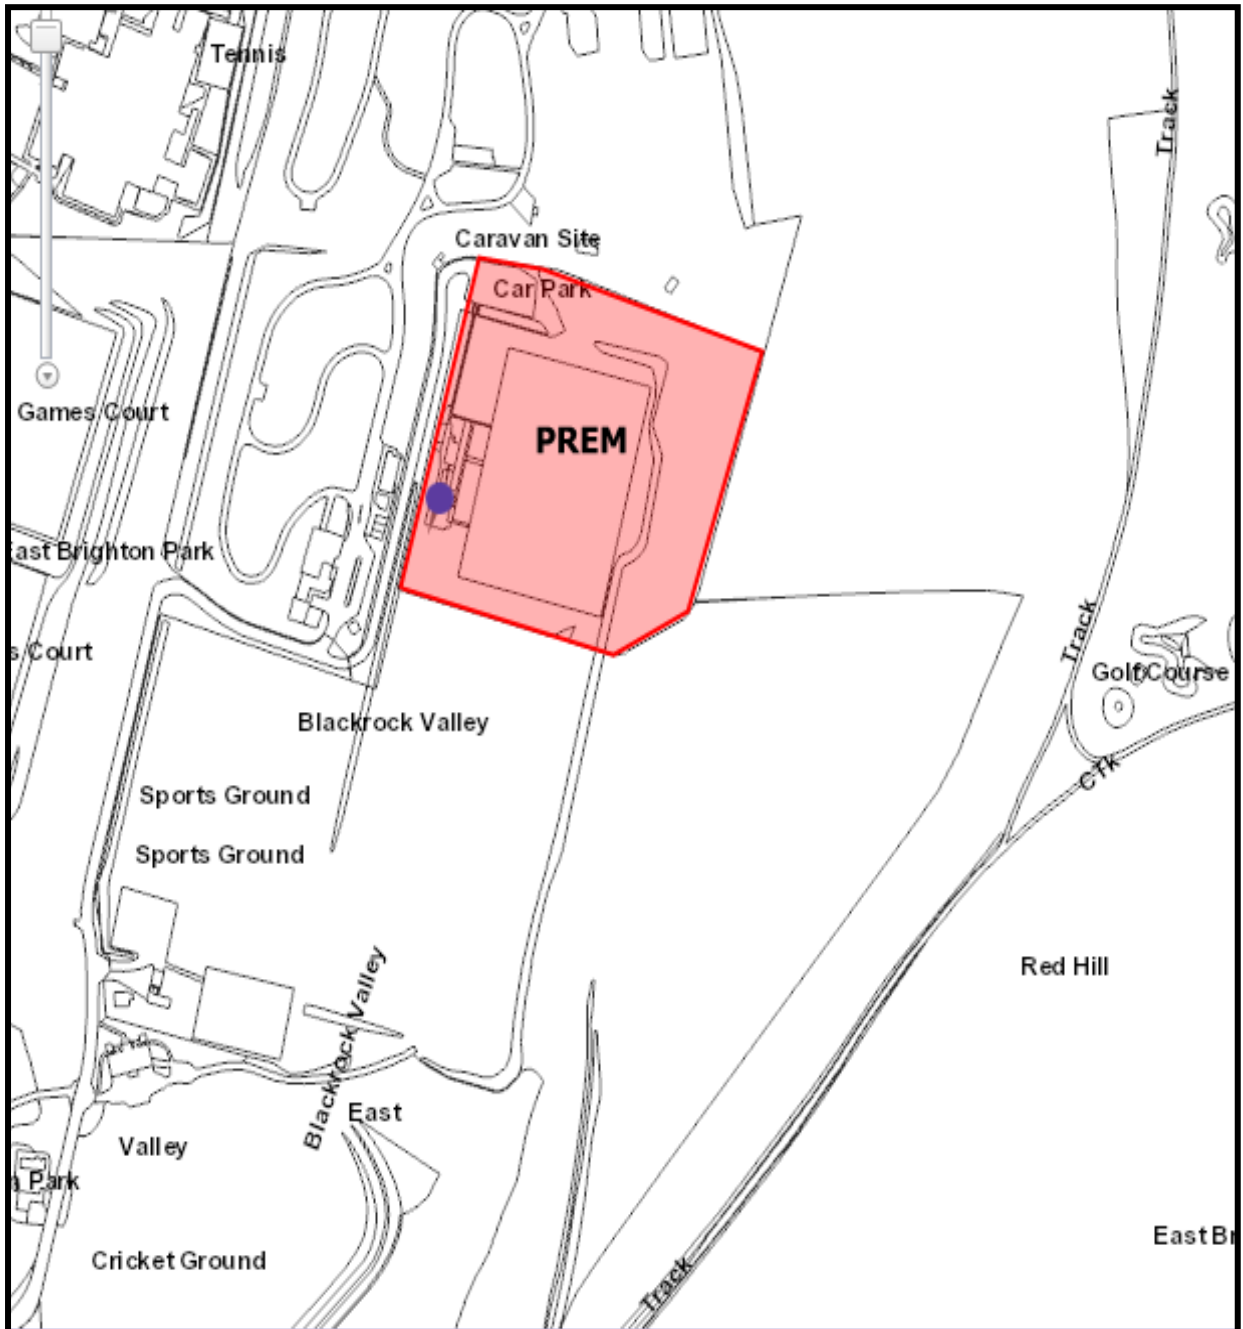 Tennis
Track
Caravan Site
Car Park
Games Court
PREM
East Brighton Park
Track
s Court
Golf Course
Blackrock Valley
CTk
Sports Ground
Sports Ground
Red Hill
Blackrock Valley
East
Valley
n Park
East Br
Cricket Ground
Track